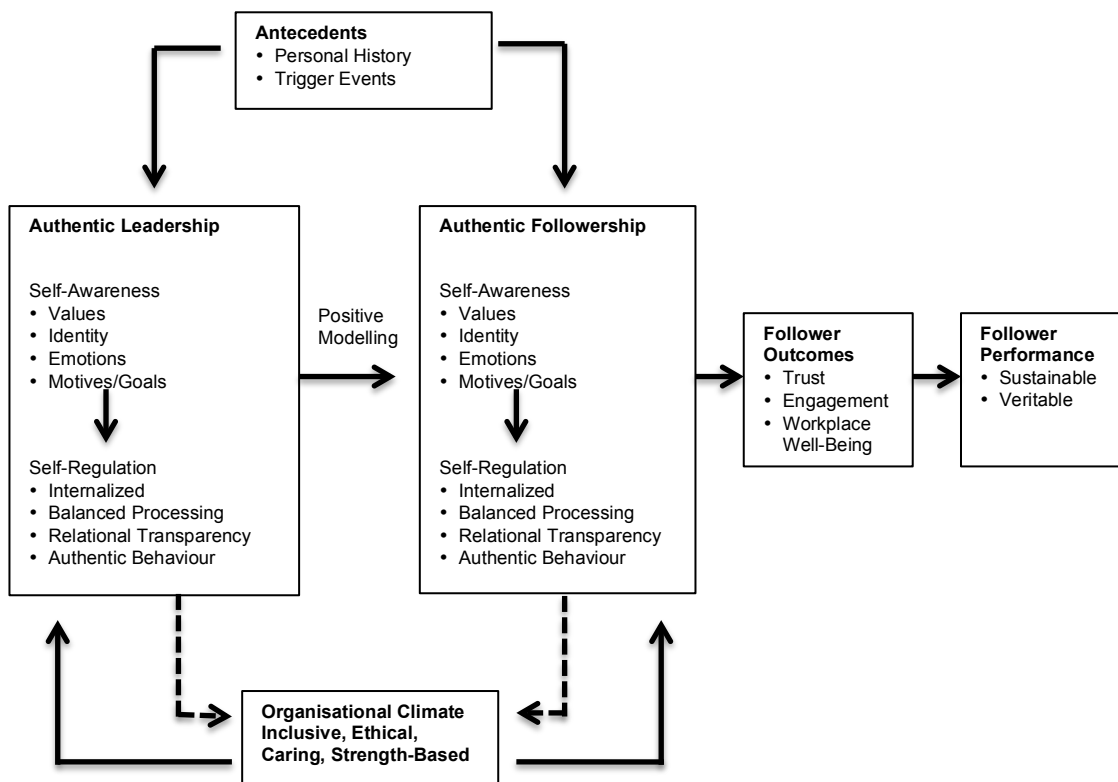 Antecedents
• Personal History
• Trigger Events
Authentic Leadership
Self-Awareness
• Values
• Identity
• Emotions
• Motives/Goals
Self-Regulation
• Internalized
• Balanced Processing
• Relational Transparency
• Authentic Behaviour
Positive
Modelling
Authentic Followership
Self-Awareness
• Values
• Identity
• Emotions
• Motives/Goals
Self-Regulation
• Internalized
• Balanced Processing
• Relational Transparency
• Authentic Behaviour
Follower
Outcomes
• Trust
• Engagement
• Workplace
Well-Being
Follower
Performance
• Sustainable
• Veritable
Organisational Climate
Inclusive, Ethical,
Caring, Strength-Based